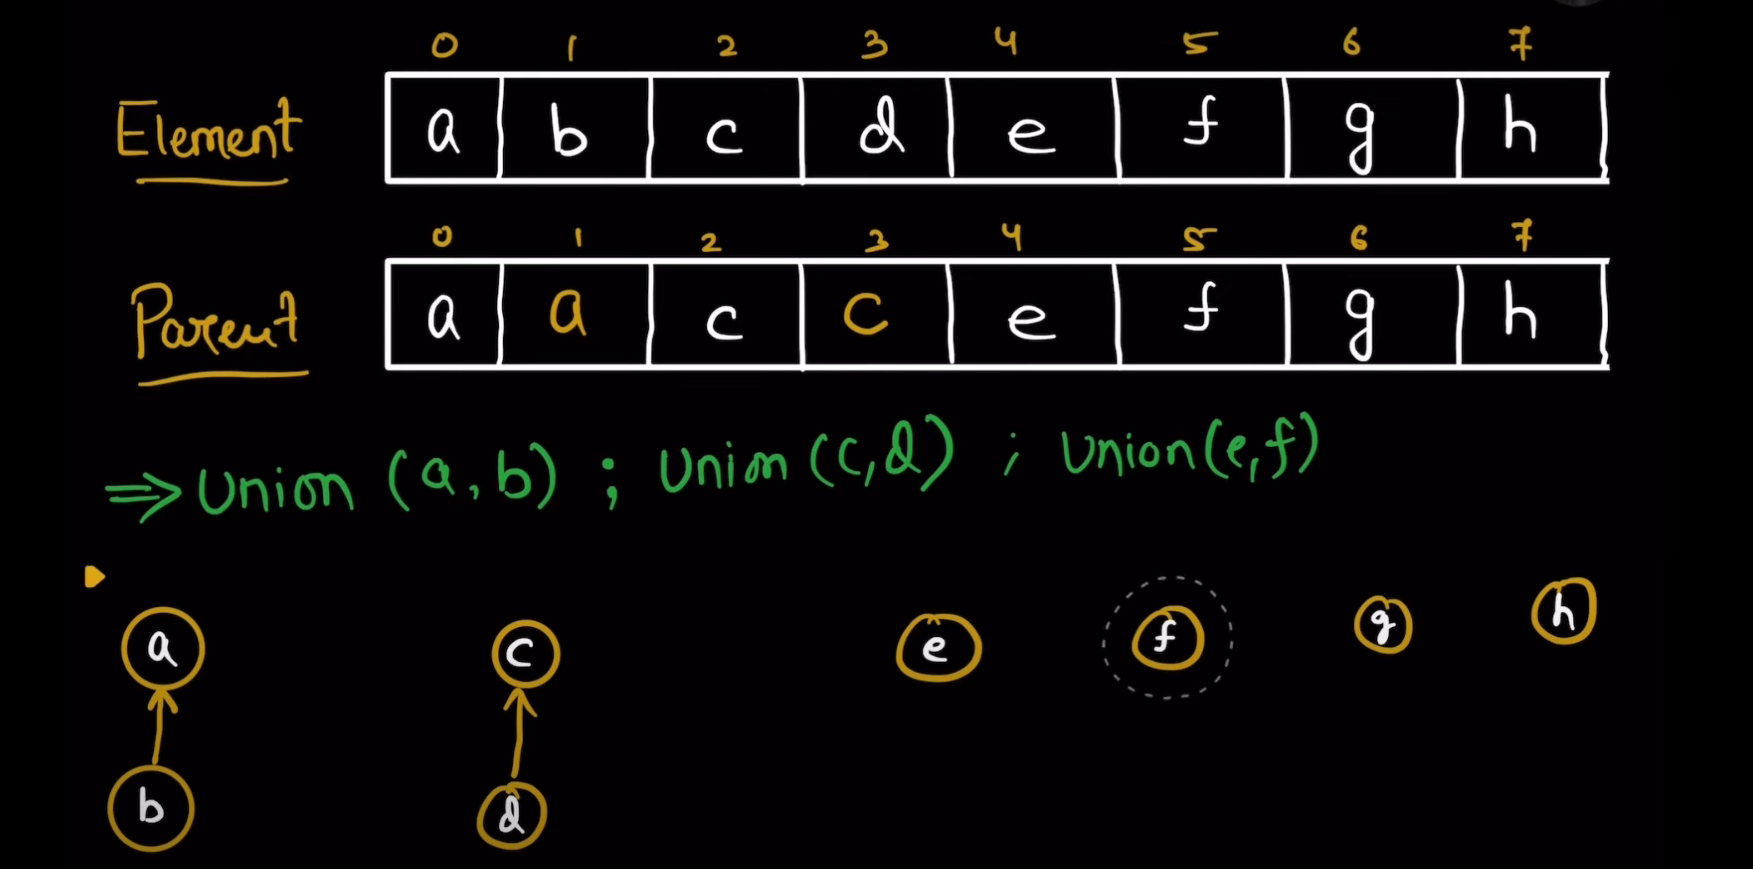 0 1 2 3 4 5 6 7
Element a b c d e f g h
0 1 2 3 4 5 6 7
Parent a a c c e f g h
⇒ Union (a, b) ; Union (c,d) ; Union(e,f)
a c e f g h
b d